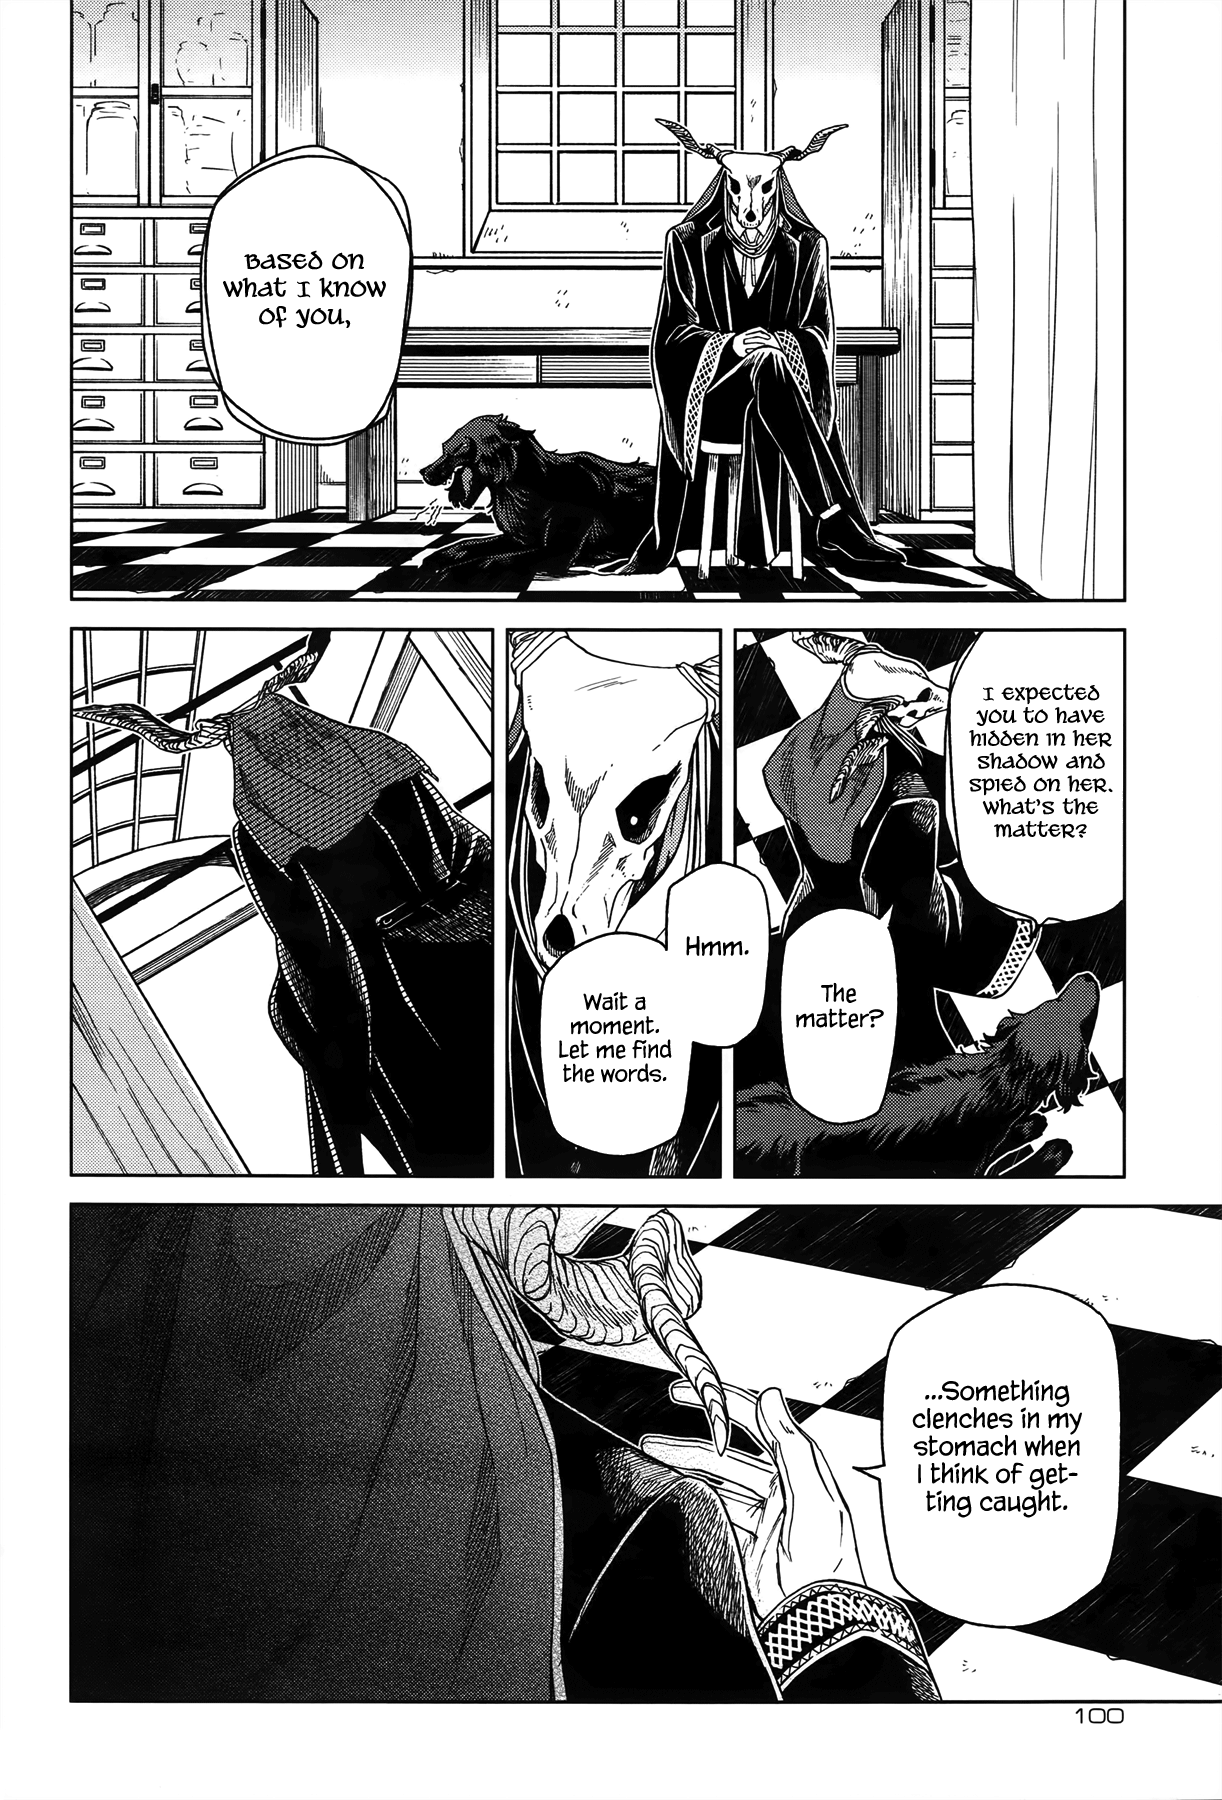 BASED ON
WHAT I KNOW
OF YOU,
I EXPECTED
YOU TO HAVE
HIDDEN IN HER
SHADOW AND
SPIED ON HER.
WHAT'S THE
MATTER?
The
matter?
Hmm.
Wait a
moment.
Let me find
the words.
...Something
clenches in my
stomach when
I think of get-
ting caught.
100